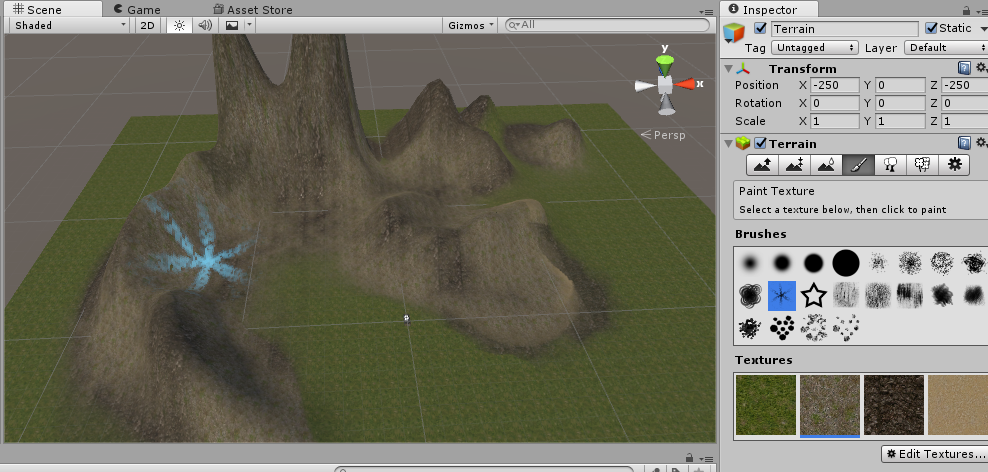 Scene Game Asset Store
Shaded 2D Gizmos All
y
x
Persp
Inspector
Terrain Static
Tag Untagged Layer Default
Transform
Position X -250 Y 0 Z -250
Rotation X 0 Y 0 Z 0
Scale X 1 Y 1 Z 1
Terrain
Paint Texture
Select a texture below, then click to paint
Brushes
Textures
Edit Textures...